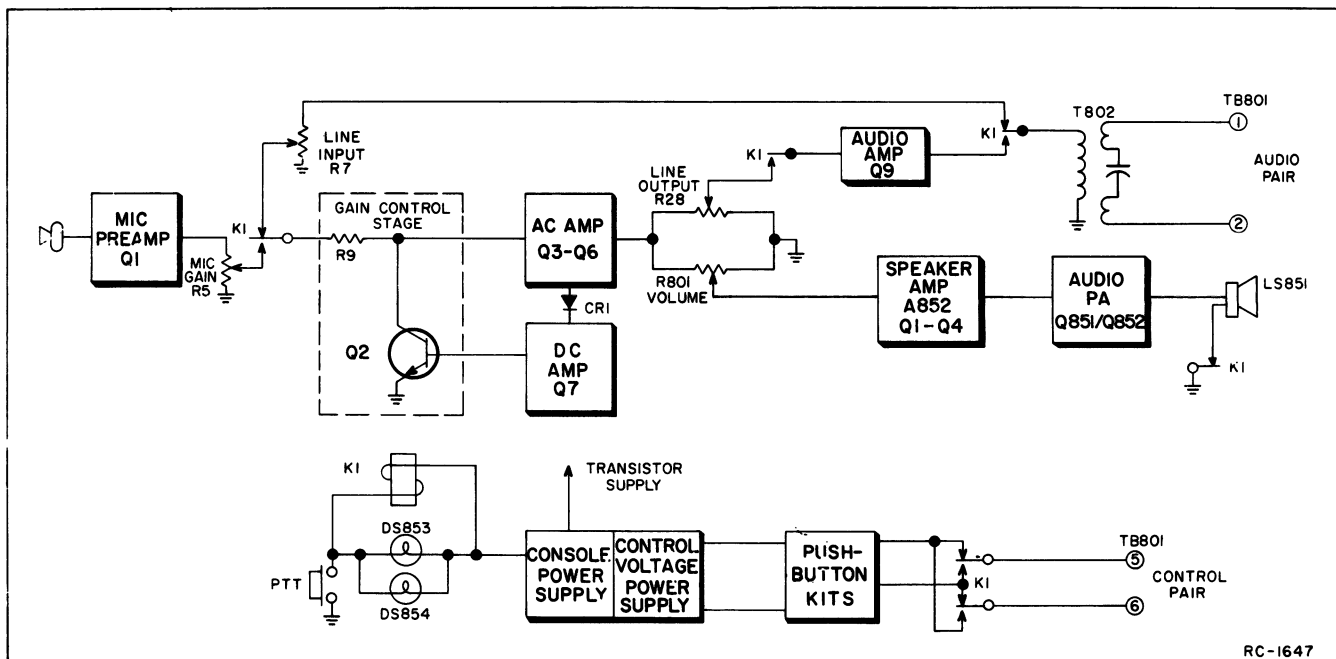 T802
TB801
1
LINE
INPUT
R7
K1
K1
AUDIO
AMP
Q9
AUDIO
PAIR
LINE
OUTPUT
R28
MIC
PREAMP
Q1
K1
GAIN CONTROL
STAGE
R9
AC AMP
Q3-Q6
2
MIC
GAIN
R5
R801
VOLUME
SPEAKER
AMP
A852
Q1-Q4
AUDIO
PA
Q851/Q852
LS851
CR1
Q2
DC
AMP
Q7
K1
K1
TRANSISTOR
SUPPLY
DS853
DS854
PTT
CONSOLE
POWER
SUPPLY
CONTROL
VOLTAGE
POWER
SUPPLY
PUSH-
BUTTON
KITS
K1
TB801
5
CONTROL
PAIR
6
RC-1647